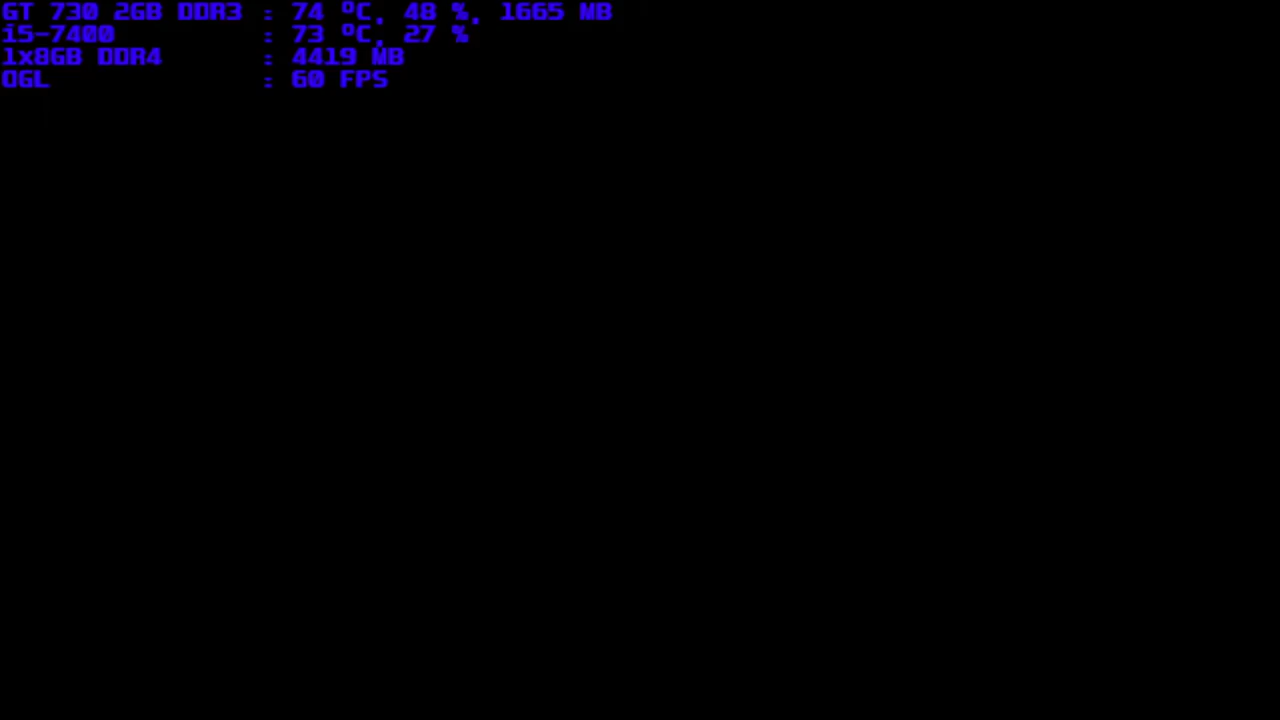 GT 730 2GB DDR3 : 74 ºC, 48 %, 1665 MB
i5-7400 : 73 ºC, 27 %
1x8GB DDR4 : 4419 MB
OGL : 60 FPS